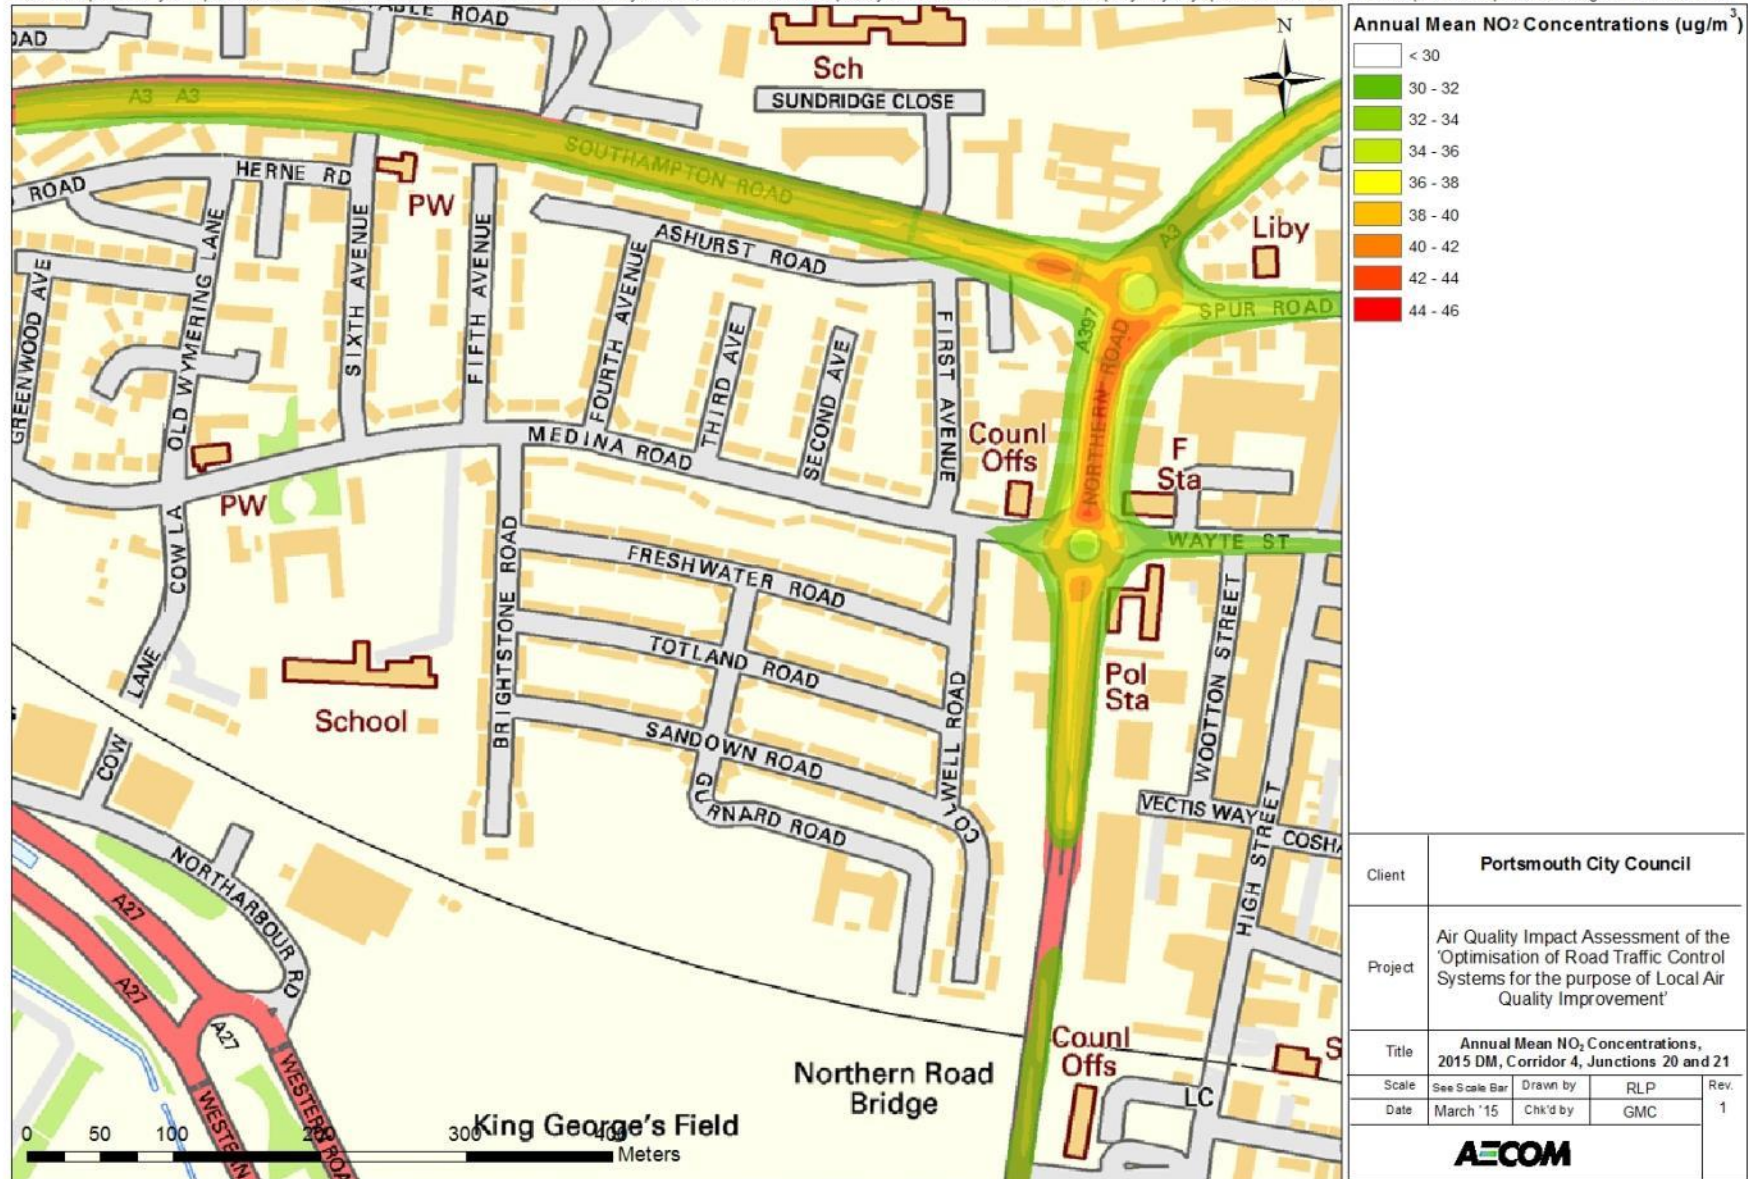 ABLE ROAD
OAD
Sch
N
SUNDRIDGE CLOSE
A3 A3
SOUTHAMPTON ROAD
HERNE RD
ROAD
PW
A3
Liby
SPUR ROAD
A397
NORTHERN ROAD
ASHURST ROAD
GREENWOOD AVE
OLD WYMERING LANE
SIXTH AVENUE
FIFTH AVENUE
FOURTH AVENUE
THIRD AVE
SECOND AVE
FIRST AVENUE
MEDINA ROAD
Counl
Offs
F
Sta
PW
COW LA
WAYTE ST
BRIGHTSTONE ROAD
FRESHWATER ROAD
TOTLAND ROAD
SANDOWN ROAD
GURNARD ROAD
COLWELL ROAD
Pol
Sta
WOOTTON STREET
VECTIS WAY
COSHA
HIGH STREET
LANE
COW
School
NORTHARBOUR RD
A27
A27
A27
WESTERN
WESTERN ROA
Northern Road
Bridge
King George's Field
Counl
Offs
LC
S
0 50 100 200 300 400
Meters
Annual Mean NO2 Concentrations (ug/m3)
< 30
30 - 32
32 - 34
34 - 36
36 - 38
38 - 40
40 - 42
42 - 44
44 - 46
Client
Portsmouth City Council
Project
Air Quality Impact Assessment of the
'Optimisation of Road Traffic Control
Systems for the purpose of Local Air
Quality Improvement'
Title
Annual Mean NO2 Concentrations,
2015 DM, Corridor 4, Junctions 20 and 21
Scale See Scale Bar Drawn by RLP Rev.
Date March '15 Chk'd by GMC 1
AECOM